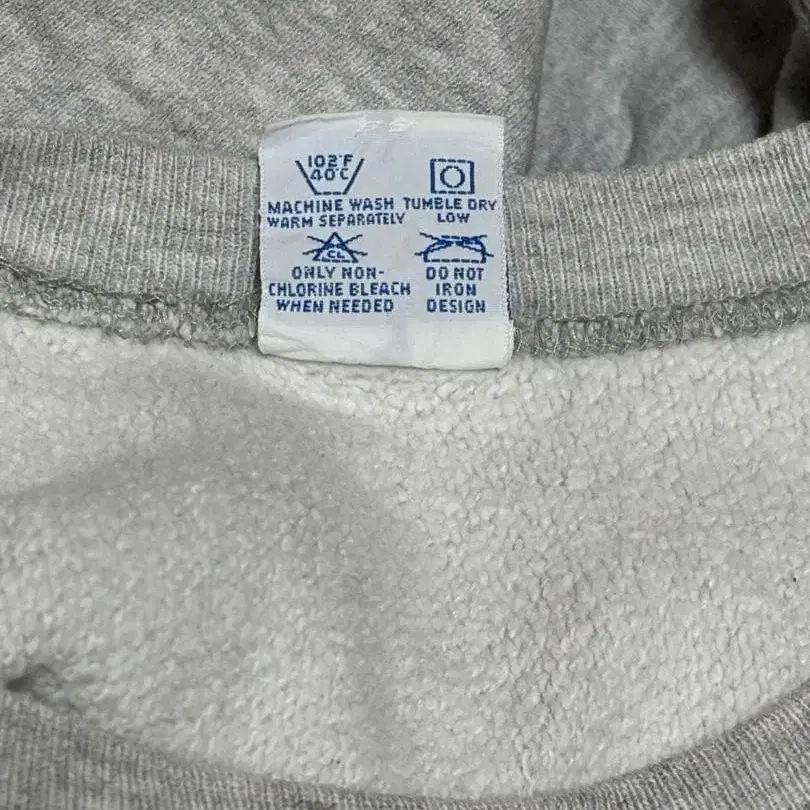 102°F
40°C
MACHINE WASH
WARM SEPARATELY
TUMBLE DRY
LOW
CL
ONLY NON-
CHLORINE BLEACH
WHEN NEEDED
DO NOT
IRON
DESIGN